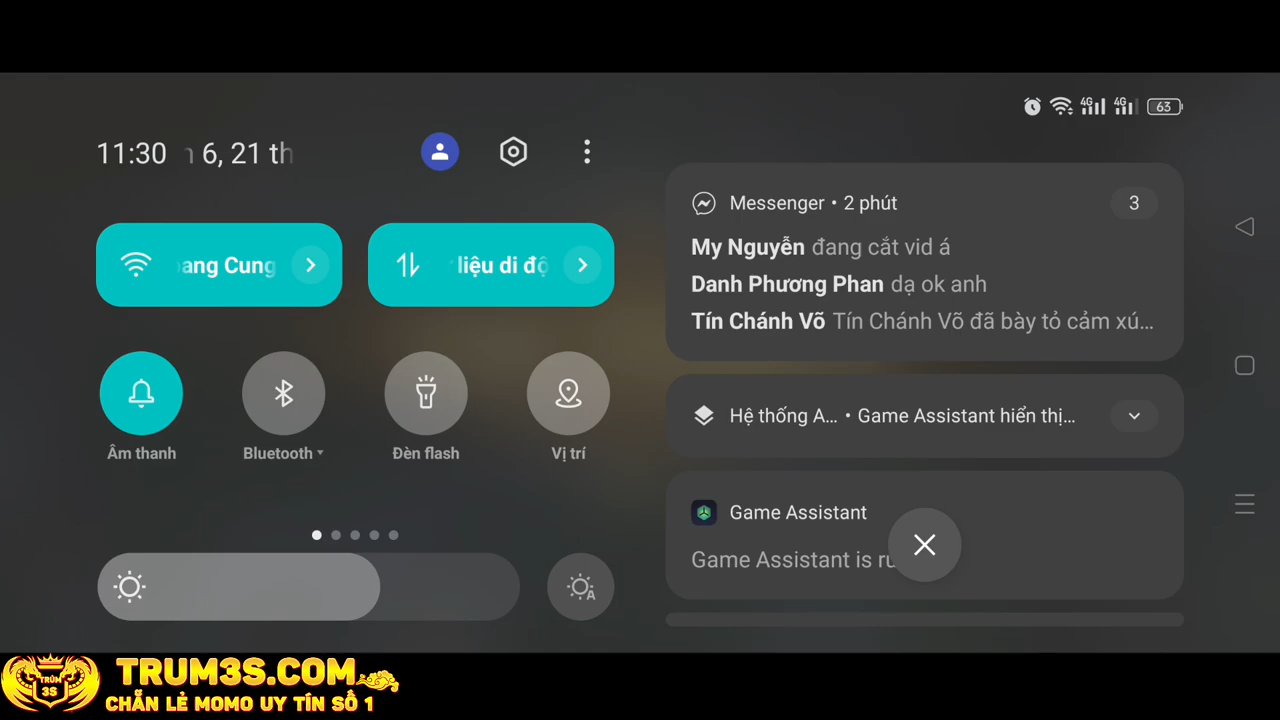 4G 4G 63
11:30 6, 21 th
ang Cung
liệu di độ
Âm thanh
Bluetooth
Đèn flash
Vị trí
A
Messenger • 2 phút
3
My Nguyễn đang cắt vid á
Danh Phương Phan dạ ok anh
Tín Chánh Võ Tín Chánh Võ đã bày tỏ cảm xú...
Hệ thống A... • Game Assistant hiển thị...
Game Assistant
Game Assistant is ru
TRÙM
3S
TRUM3S.COM
CHẴN LẺ MOMO UY TÍN SỐ 1